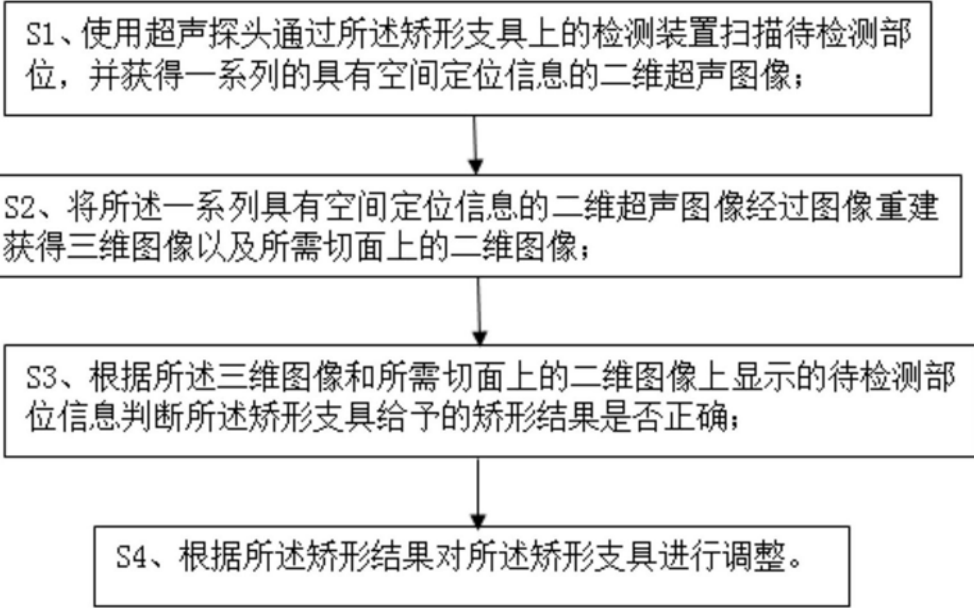 S1、使用超声探头通过所述矫形支具上的检测装置扫描待检测部
位，并获得一系列的具有空间定位信息的二维超声图像；
S2、将所述一系列具有空间定位信息的二维超声图像经过图像重建
获得三维图像以及所需切面上的二维图像；
S3、根据所述三维图像和所需切面上的二维图像上显示的待检测部
位信息判断所述矫形支具给予的矫形结果是否正确；
S4、根据所述矫形结果对所述矫形支具进行调整。